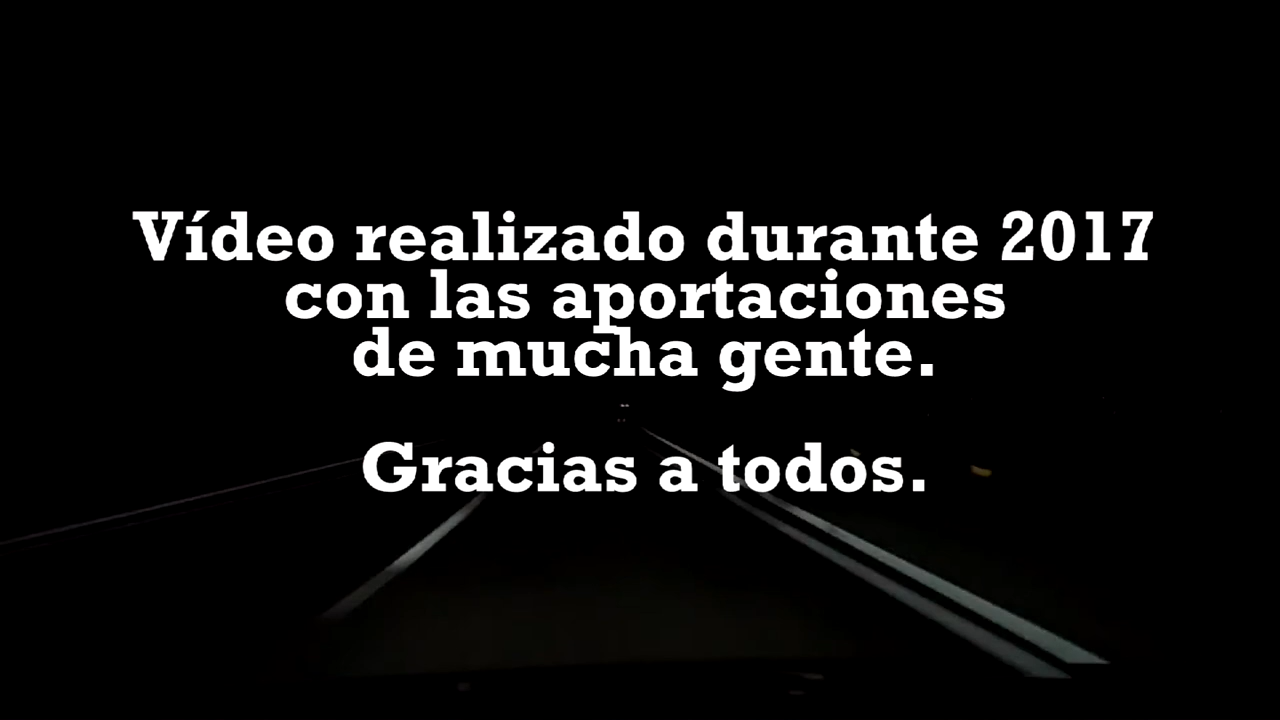 Vídeo realizado durante 2017
con las aportaciones
de mucha gente.
Gracias a todos.